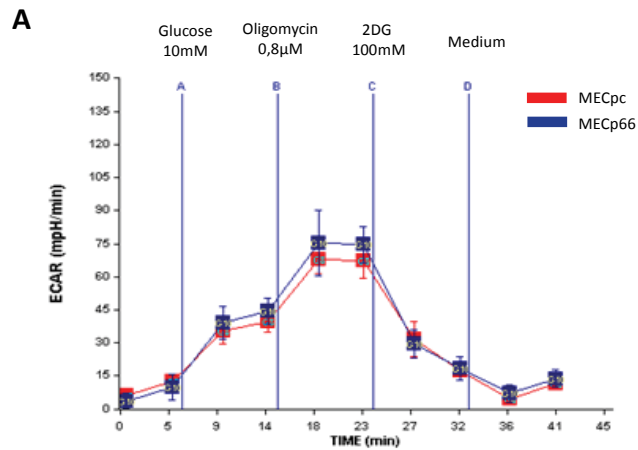 A
Glucose
10mM
Oligomycin
0,8µM
2DG
100mM
Medium
A
B
C
D
MECpc
MECp66
ECAR (mpH/min)
150
135
120
105
90
75
60
45
30
15
0
0
5
9
14
18
23
27
32
36
41
45
TIME (min)